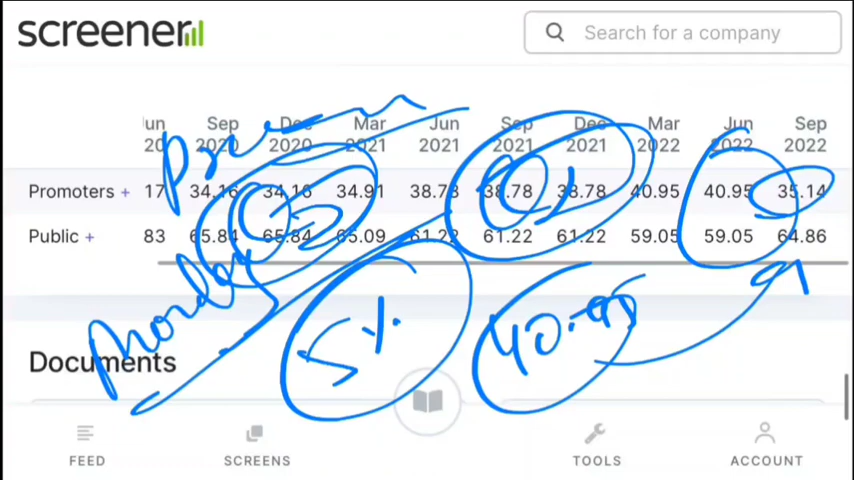 screener
Search for a company
Jun 2020 Sep 2020 Dec 2020 Mar 2021 Jun 2021 Sep 2021 Dec 2021 Mar 2022 Jun 2022 Sep 2022
Promoters + 17 34.16 34.16 34.91 38.78 38.78 38.78 40.95 40.95 35.14
Public + 83 65.84 65.84 65.09 61.22 61.22 61.22 59.05 59.05 64.86
5%
40.95
Documents
FEED SCREENS TOOLS ACCOUNT